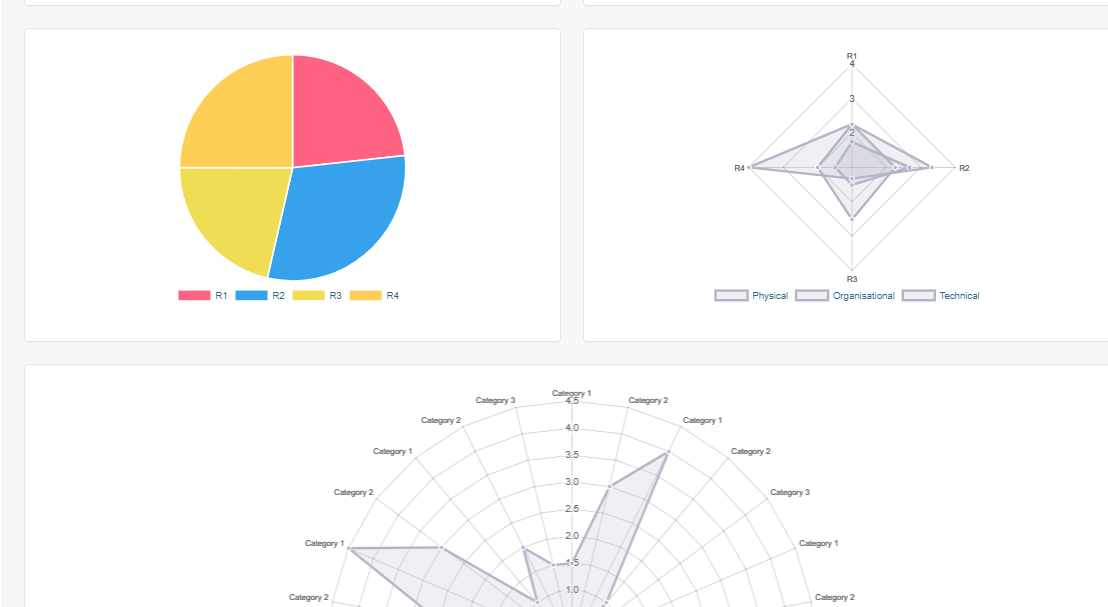 R1 R2 R3 R4
R1
4
3
2
R4
R2
R3
Physical Organisational Technical
Category 1
Category 3
Category 2
4.5
Category 2
Category 1
4.0
Category 1
Category 2
3.5
3.0
Category 2
Category 3
2.5
2.0
Category 1
Category 1
1.5
1.0
Category 2
Category 2